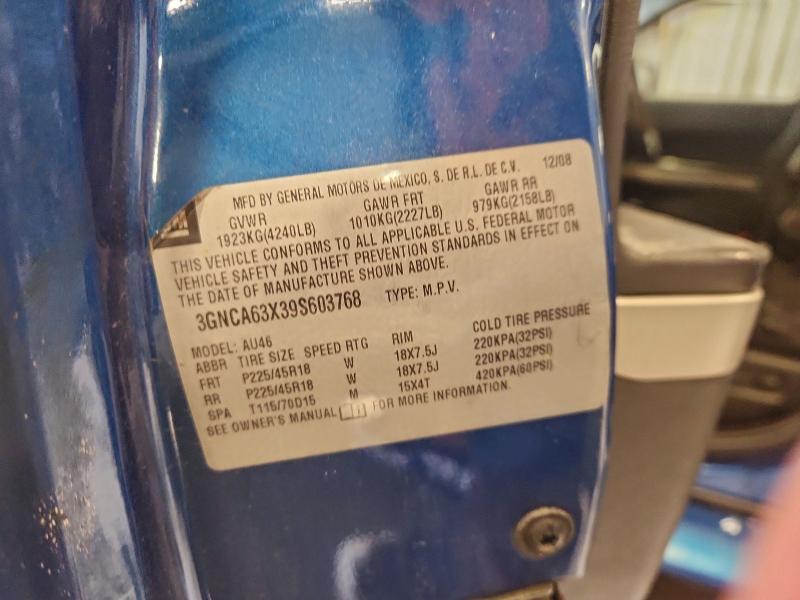 MFD BY GENERAL MOTORS DE MEXICO, S. DE R.L. DE C.V. 12/08
GVWR GAWR FRT GAWR RR
1923KG(4240LB) 1010KG(2227LB) 979KG(2158LB)
THIS VEHICLE CONFORMS TO ALL APPLICABLE U.S. FEDERAL MOTOR
VEHICLE SAFETY AND THEFT PREVENTION STANDARDS IN EFFECT ON
THE DATE OF MANUFACTURE SHOWN ABOVE.
3GNCA63X39S603768 TYPE: M.P.V.
MODEL: AU46
ABBR TIRE SIZE SPEED RTG RIM COLD TIRE PRESSURE
FRT P225/45R18 W 18X7.5J 220KPA(32PSI)
RR P225/45R18 W 18X7.5J 220KPA(32PSI)
SPA T115/70D15 M 15X4T 420KPA(60PSI)
SEE OWNER'S MANUAL FOR MORE INFORMATION.